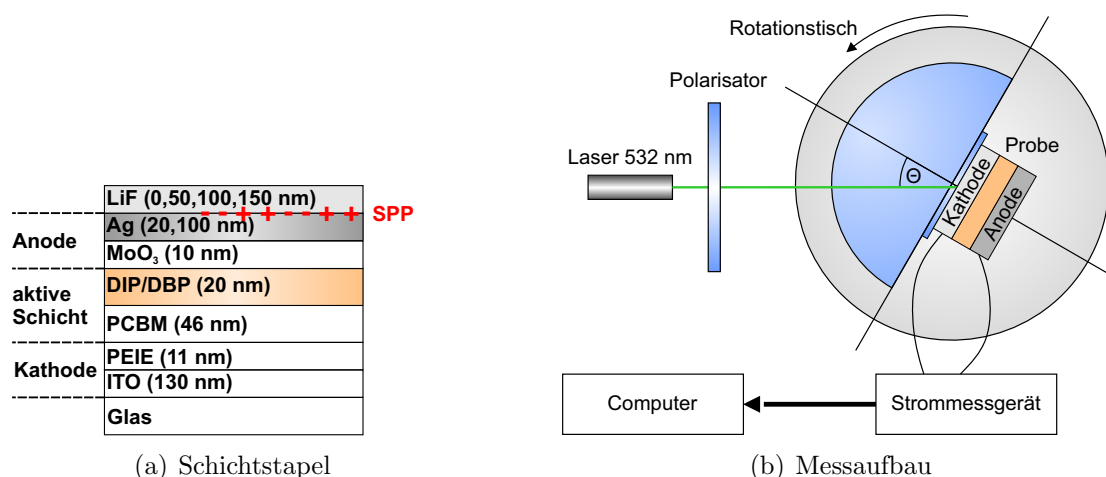 LiF (0,50,100,150 nm)
SPP
Ag (20,100 nm)
Anode
MoO₃ (10 nm)
DIP/DBP (20 nm)
aktive
Schicht
PCBM (46 nm)
PEIE (11 nm)
Kathode
ITO (130 nm)
Glas
(a) Schichtstapel
Rotationstisch
Polarisator
Laser 532 nm
Θ
Probe
Kathode
Anode
Computer
Strommessgerät
(b) Messaufbau